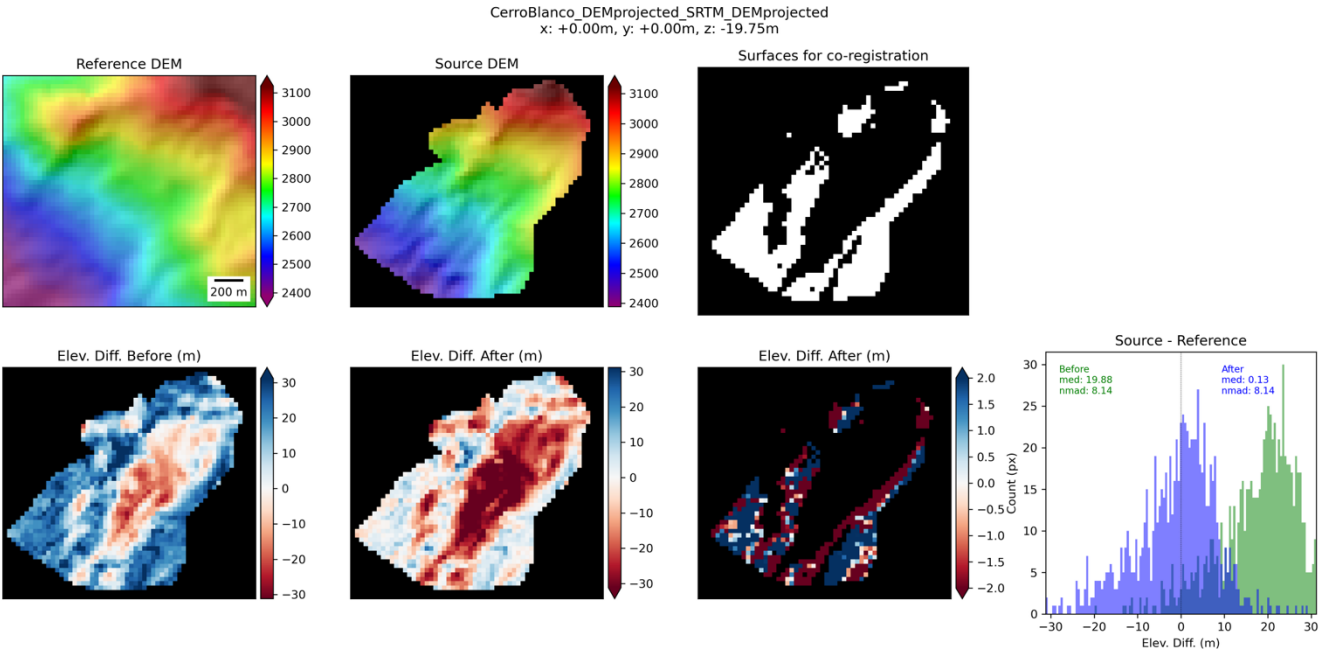 CerroBlanco_DEMprojected_SRTM_DEMprojected
x: +0.00m, y: +0.00m, z: -19.75m
Reference DEM
3100
3000
2900
2800
2700
2600
2500
2400
200 m
Source DEM
3100
3000
2900
2800
2700
2600
2500
2400
Surfaces for co-registration
Elev. Diff. Before (m)
30
20
10
0
−10
−20
−30
Elev. Diff. After (m)
30
20
10
0
−10
−20
−30
Elev. Diff. After (m)
2.0
1.5
1.0
0.5
0.0
−0.5
−1.0
−1.5
−2.0
Source - Reference
Before
med: 19.88
nmad: 8.14
After
med: 0.13
nmad: 8.14
Count (px)
30
25
20
15
10
5
0
−30
−20
−10
0
10
20
30
Elev. Diff. (m)